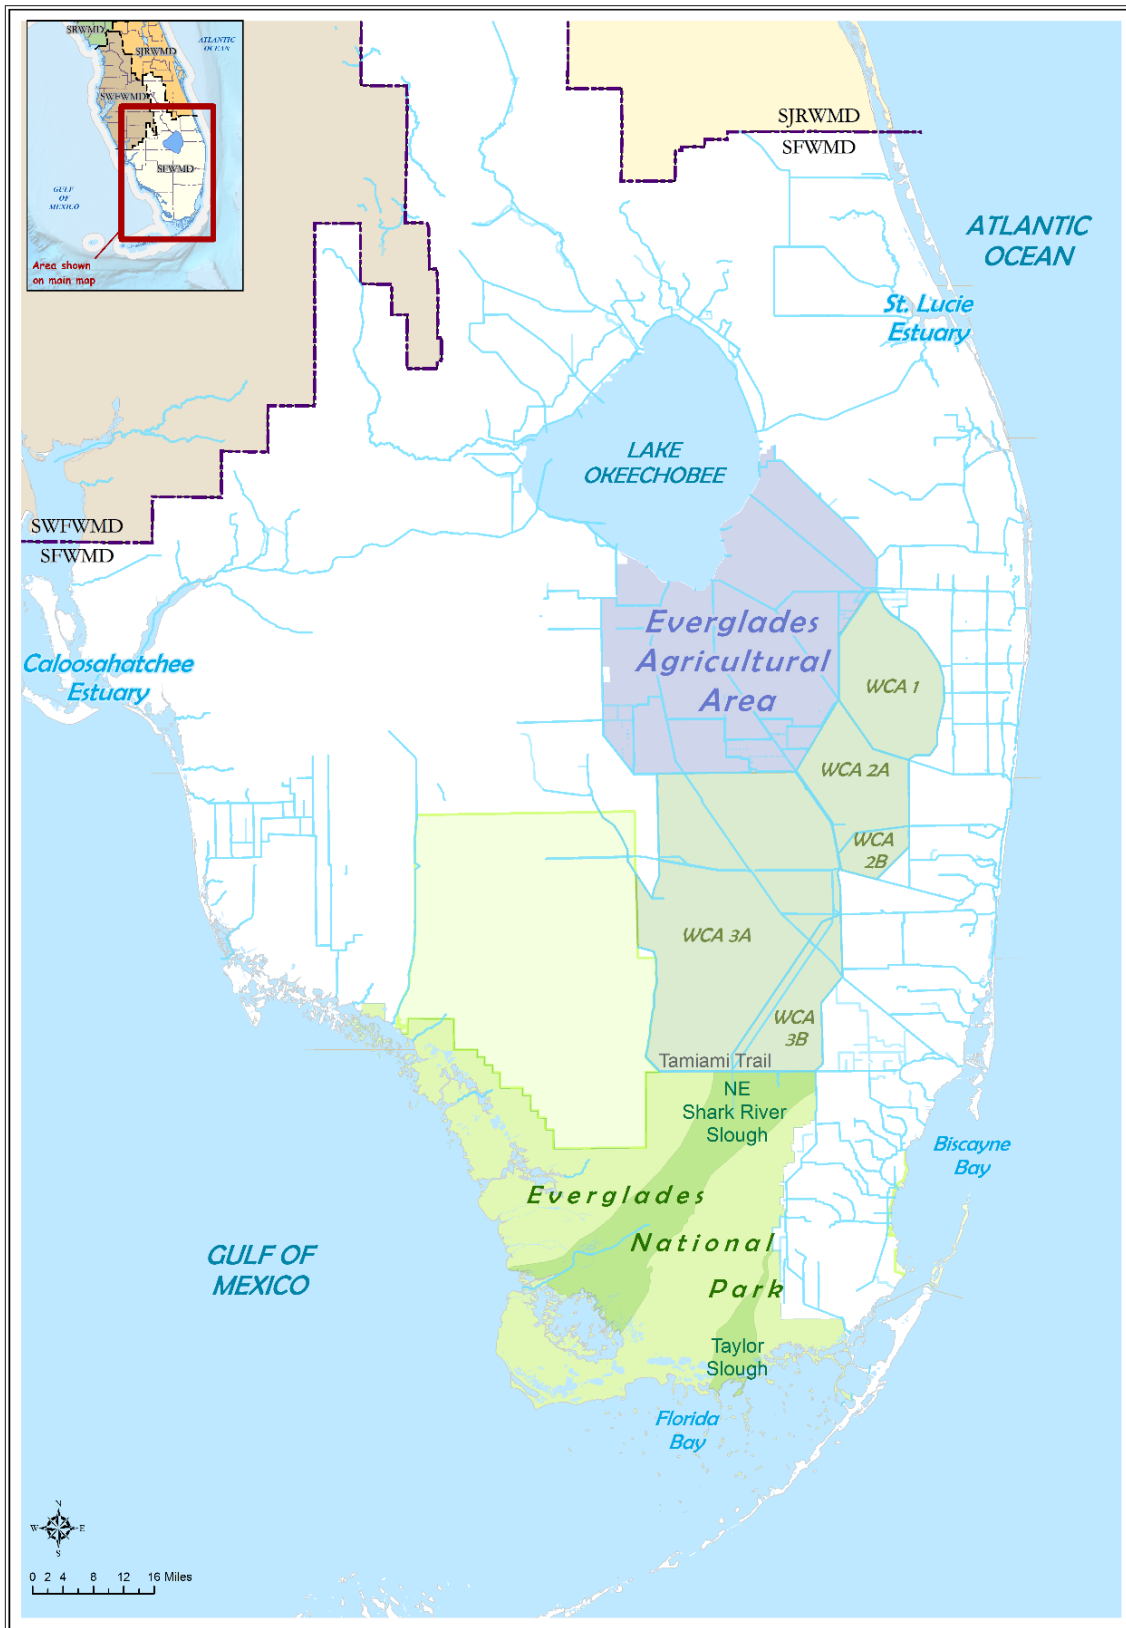 SRWMD
ATLANTIC
OCEAN
SJRWMD
SWFWMD
SFWMD
GULF
OF
MEXICO
Area shown
on main map
SJRWMD
SFWMD
ATLANTIC
OCEAN
St. Lucie
Estuary
LAKE
OKEECHOBEE
SWFWMD
SFWMD
Everglades
Agricultural
Area
Caloosahatchee
Estuary
WCA 1
WCA 2A
WCA
2B
WCA 3A
WCA
3B
Tamiami Trail
NE
Shark River
Slough
Biscayne
Bay
Everglades
National
Park
GULF OF
MEXICO
Taylor
Slough
Florida
Bay
N
W E
S
0 2 4 8 12 16 Miles